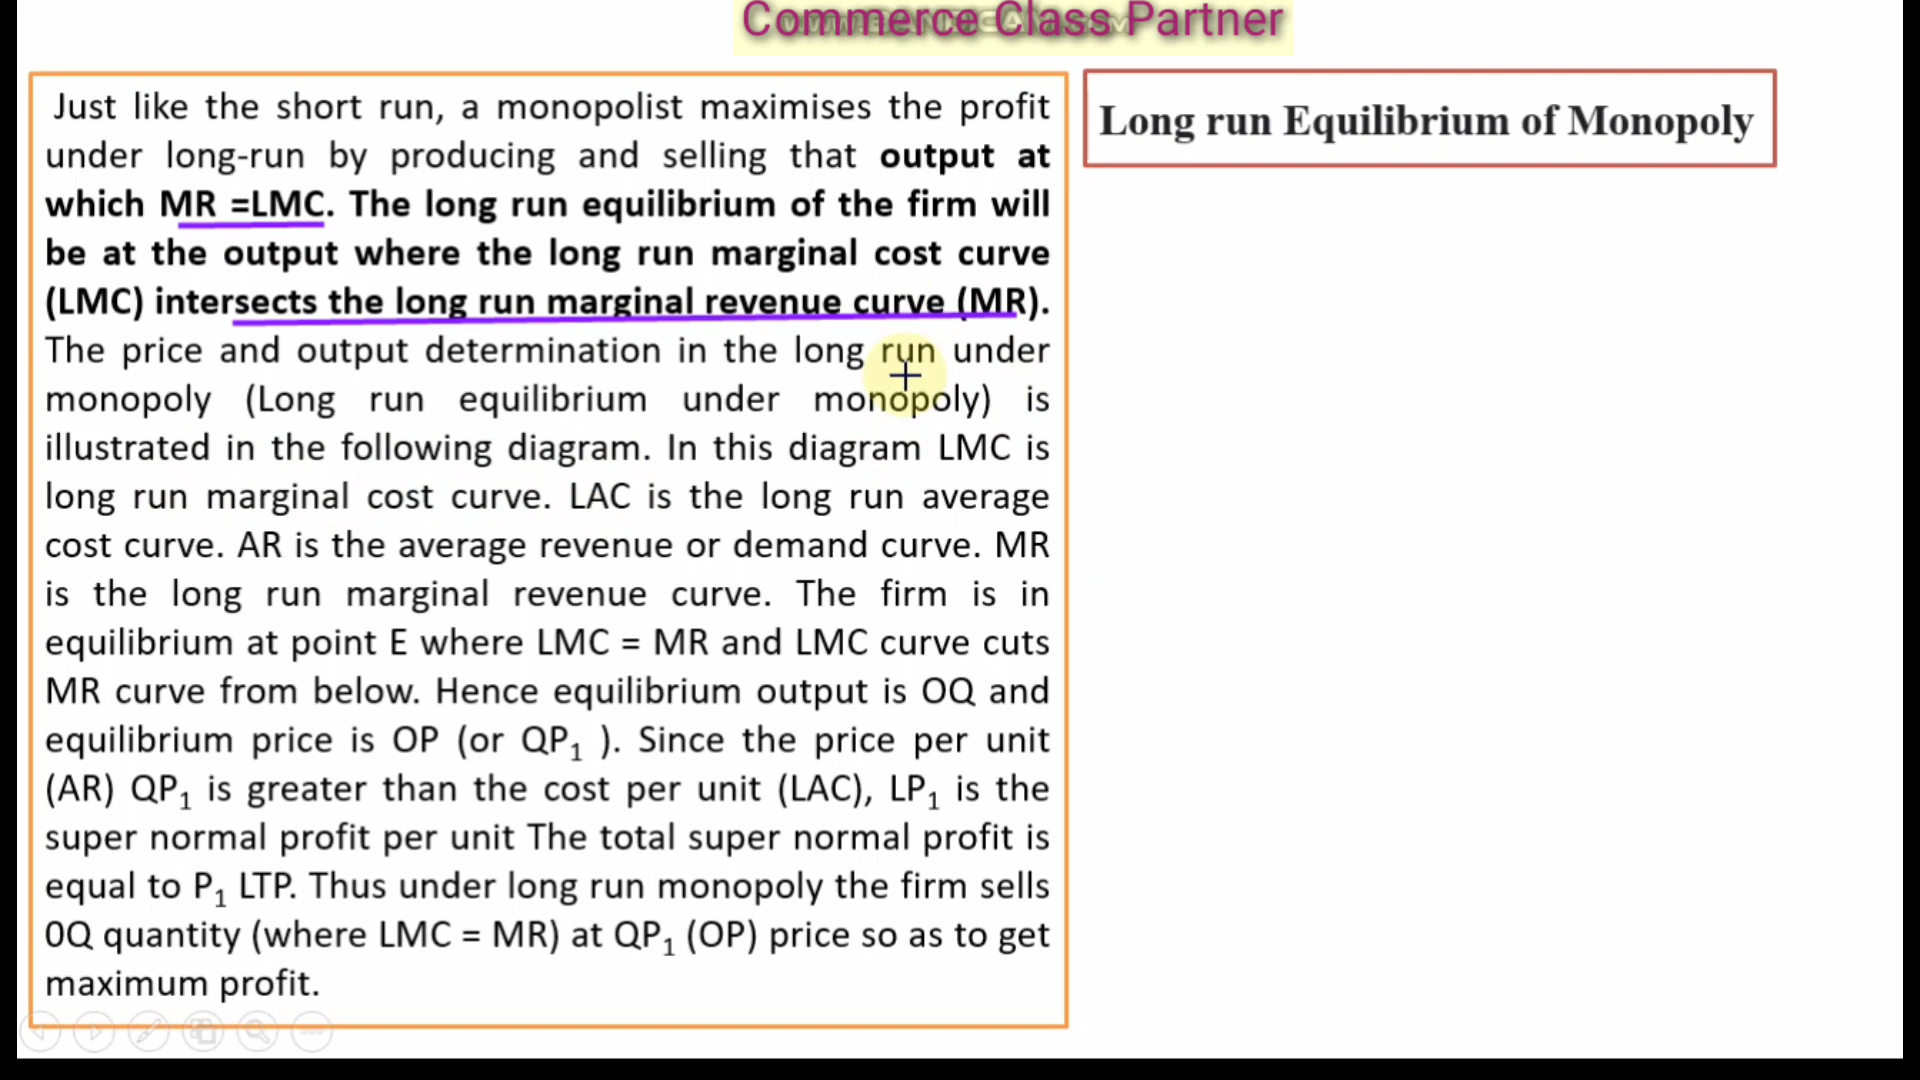 Commerce Class Partner
Just like the short run, a monopolist maximises the profit
under long-run by producing and selling that output at
which MR =LMC. The long run equilibrium of the firm will
be at the output where the long run marginal cost curve
(LMC) intersects the long run marginal revenue curve (MR).
The price and output determination in the long run under
monopoly (Long run equilibrium under monopoly) is
illustrated in the following diagram. In this diagram LMC is
long run marginal cost curve. LAC is the long run average
cost curve. AR is the average revenue or demand curve. MR
is the long run marginal revenue curve. The firm is in
equilibrium at point E where LMC = MR and LMC curve cuts
MR curve from below. Hence equilibrium output is OQ and
equilibrium price is OP (or QP₁ ). Since the price per unit
(AR) QP₁ is greater than the cost per unit (LAC), LP₁ is the
super normal profit per unit The total super normal profit is
equal to P₁ LTP. Thus under long run monopoly the firm sells
0Q quantity (where LMC = MR) at QP₁ (OP) price so as to get
maximum profit.
Long run Equilibrium of Monopoly